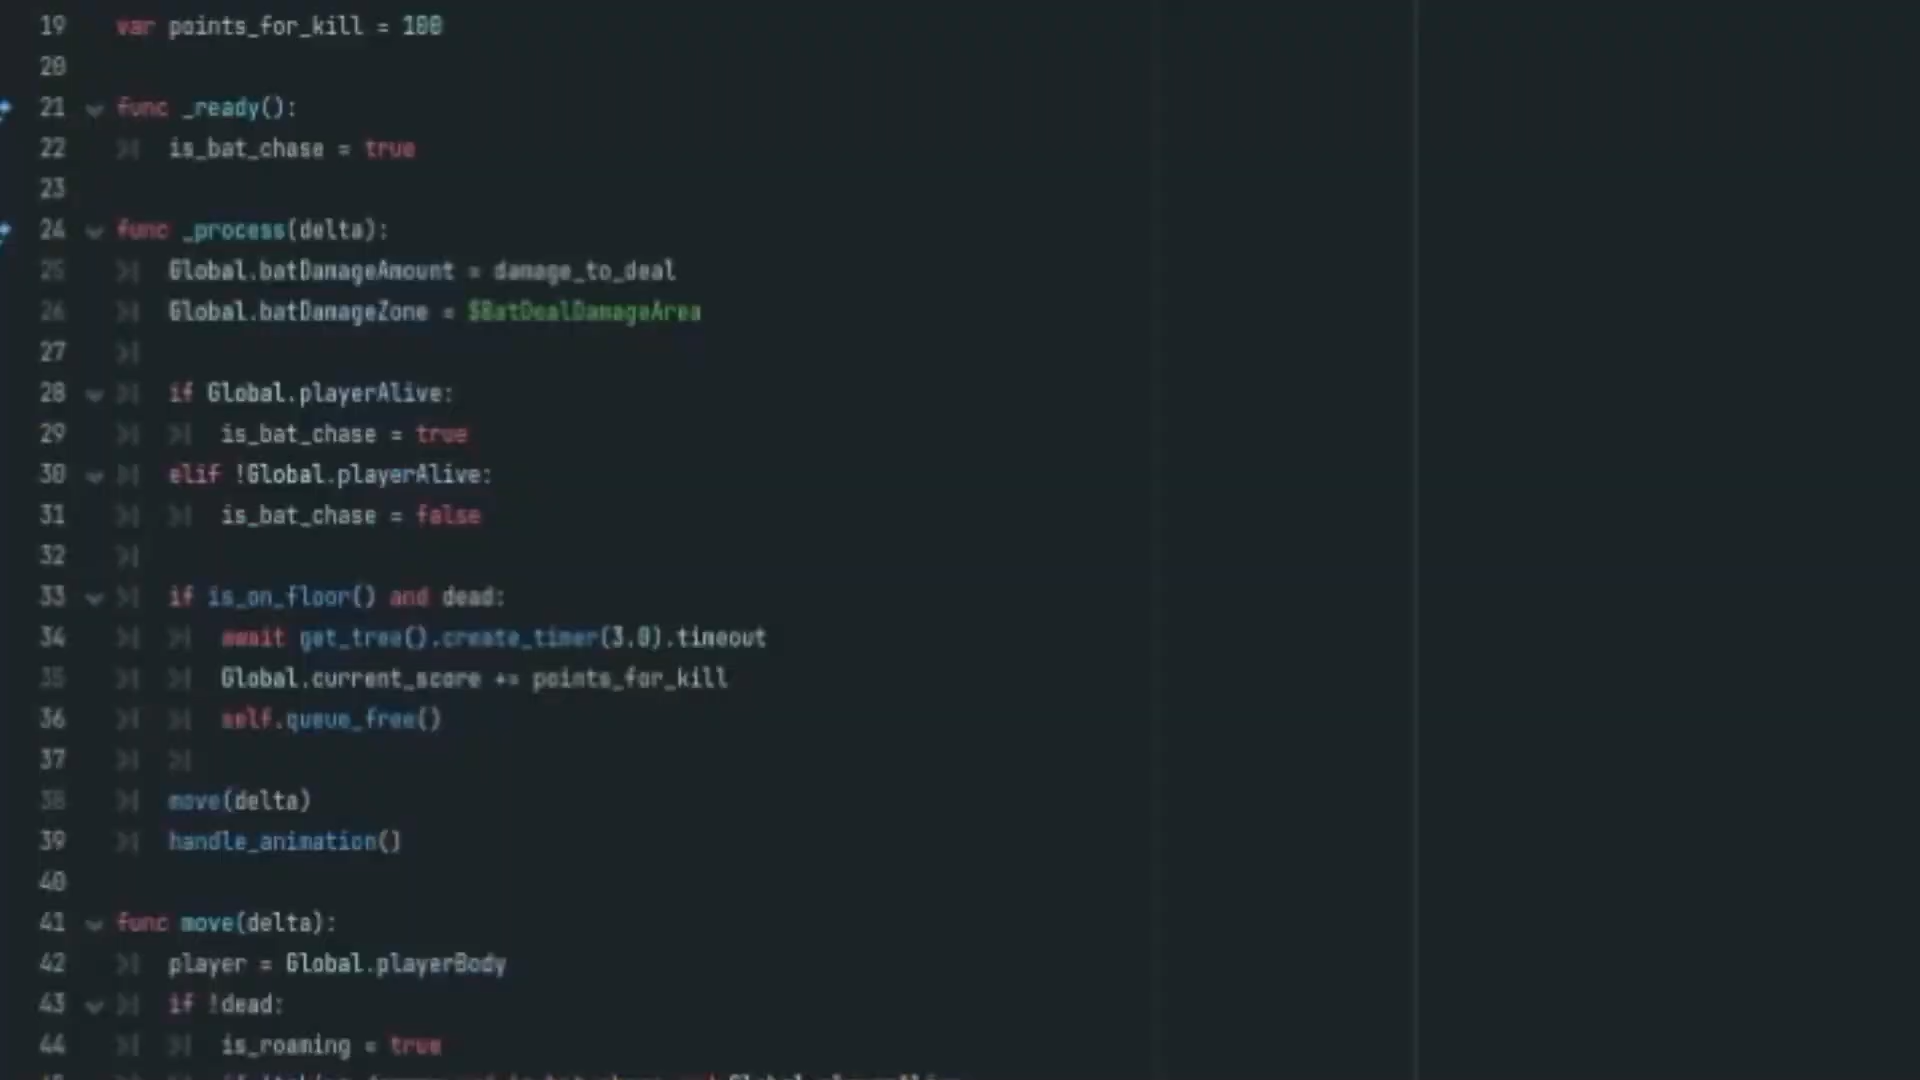 19 var points_for_kill = 100
20
21 func _ready():
22 is_bat_chase = true
23
24 func _process(delta):
25 Global.batDamageAmount = damage_to_deal
26 Global.batDamageZone = $BatDealDamageArea
27
28 if Global.playerAlive:
29 is_bat_chase = true
30 elif !Global.playerAlive:
31 is_bat_chase = false
32
33 if is_on_floor() and dead:
34 await get_tree().create_timer(3.0).timeout
35 Global.current_score += points_for_kill
36 self.queue_free()
37
38 move(delta)
39 handle_animation()
40
41 func move(delta):
42 player = Global.playerBody
43 if !dead:
44 is_roaming = true